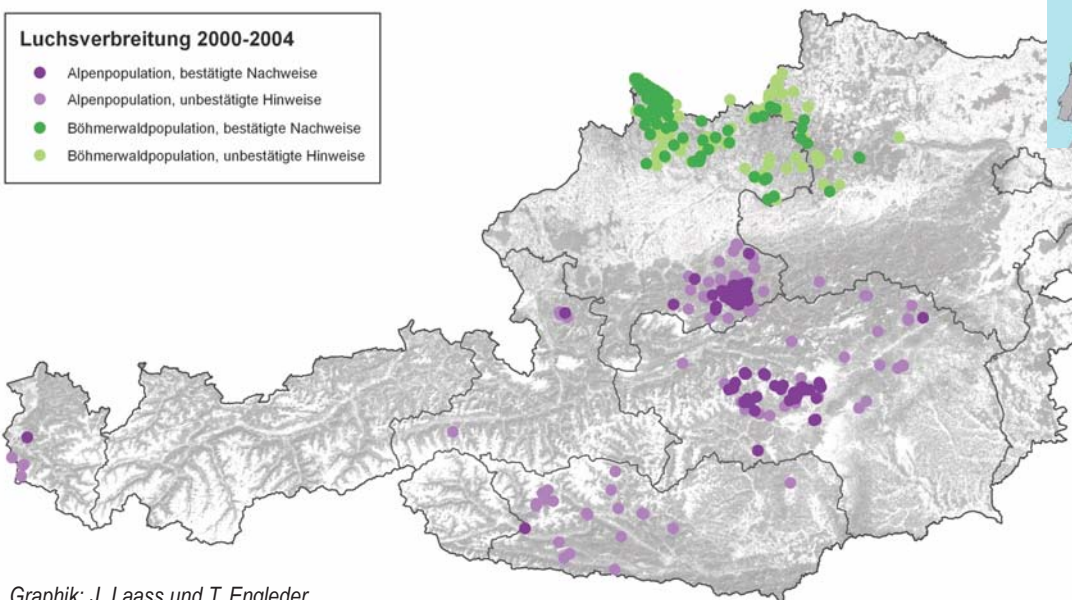 Luchsverbreitung 2000-2004
Alpenpopulation, bestätigte Nachweise
Alpenpopulation, unbestätigte Hinweise
Böhmerwaldpopulation, bestätigte Nachweise
Böhmerwaldpopulation, unbestätigte Hinweise
Graphik: J. Laass und T. Engleder